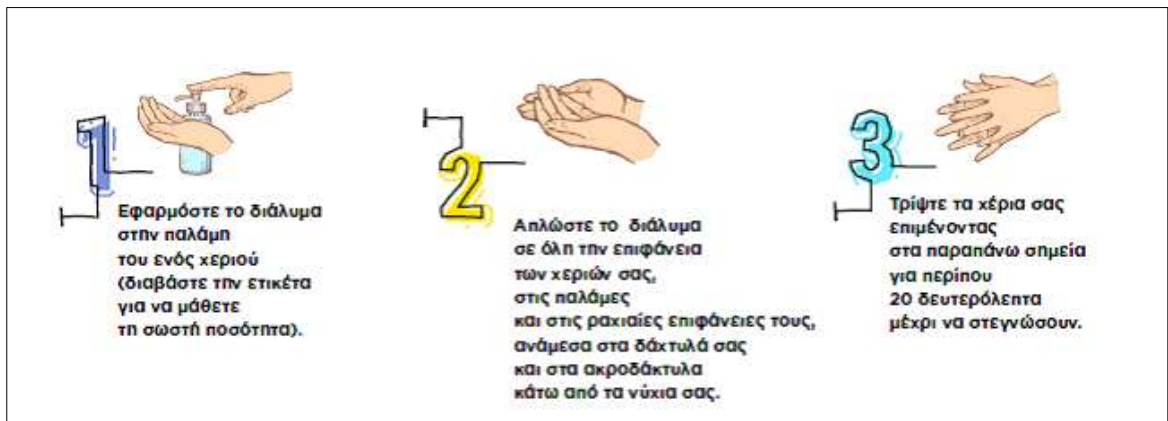 1
Εφαρμόστε το διάλυμα
στην παλάμη
του ενός χεριού
(διαβάστε την ετικέτα
για να μάθετε
τη σωστή ποσότητα).
2
Απλώστε το διάλυμα
σε όλη την επιφάνεια
των χεριών σας,
στις παλάμες
και στις ραχιαίες επιφάνειες τους,
ανάμεσα στα δάχτυλά σας
και στα ακροδάκτυλα
κάτω από τα νύχια σας.
3
Τρίψτε τα χέρια σας
επιμένοντας
στα παραπάνω σημεία
για περίπου
20 δευτερόλεπτα
μέχρι να στεγνώσουν.